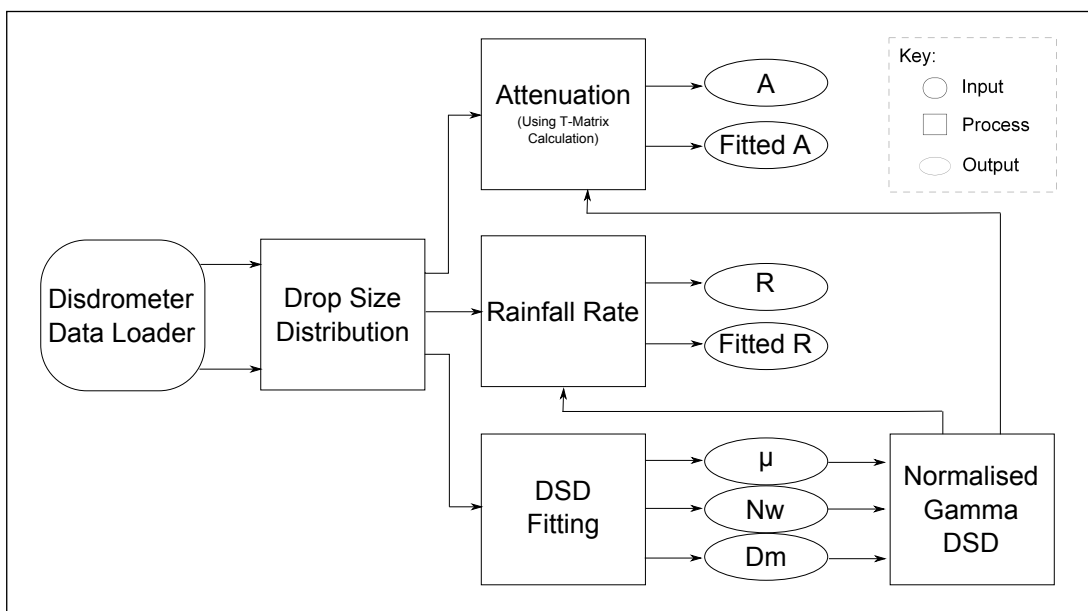 Attenuation
(Using T-Matrix
Calculation)
A
Fitted A
Key:
Input
Process
Output
Disdrometer
Data Loader
Drop Size
Distribution
Rainfall Rate
R
Fitted R
DSD
Fitting
µ
Nw
Dm
Normalised
Gamma
DSD